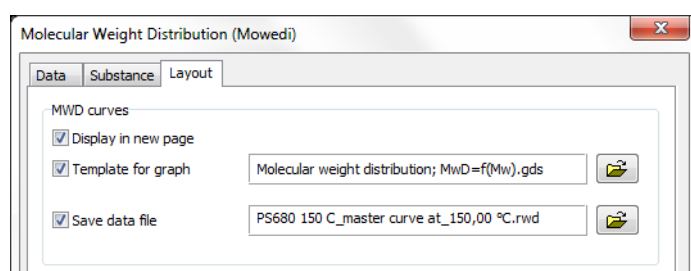 Molecular Weight Distribution (Mowedi)
x
Data Substance Layout
MWD curves
Display in new page
Template for graph Molecular weight distribution; MwD=f(Mw).gds
Save data file PS680 150 C_master curve at_150,00 ºC.rwd